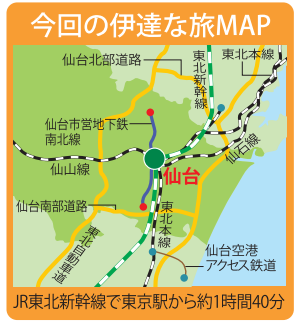 今回の伊達な旅MAP
仙台北部道路
東北新幹線
東北本線
仙台市営地下鉄
南北線
仙石線
仙山線
仙台
仙台南部道路
東北本線
東北自動車道
仙台空港
アクセス鉄道
JR東北新幹線で東京駅から約1時間40分